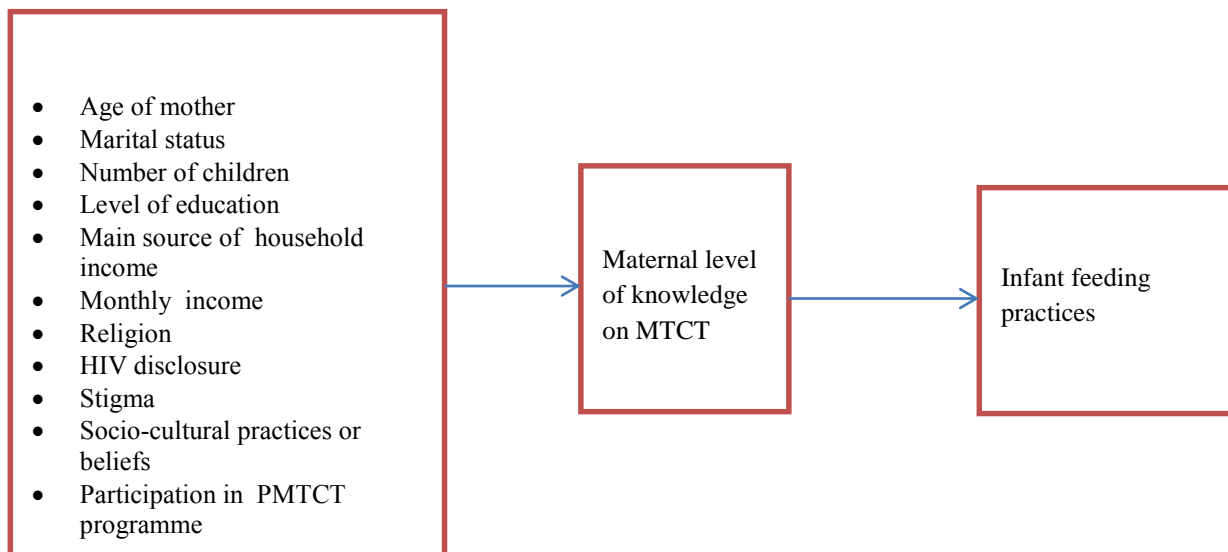 • Age of mother
• Marital status
• Number of children
• Level of education
• Main source of household
income
• Monthly income
• Religion
• HIV disclosure
• Stigma
• Socio-cultural practices or
beliefs
• Participation in PMTCT
programme
Maternal level
of knowledge
on MTCT
Infant feeding
practices